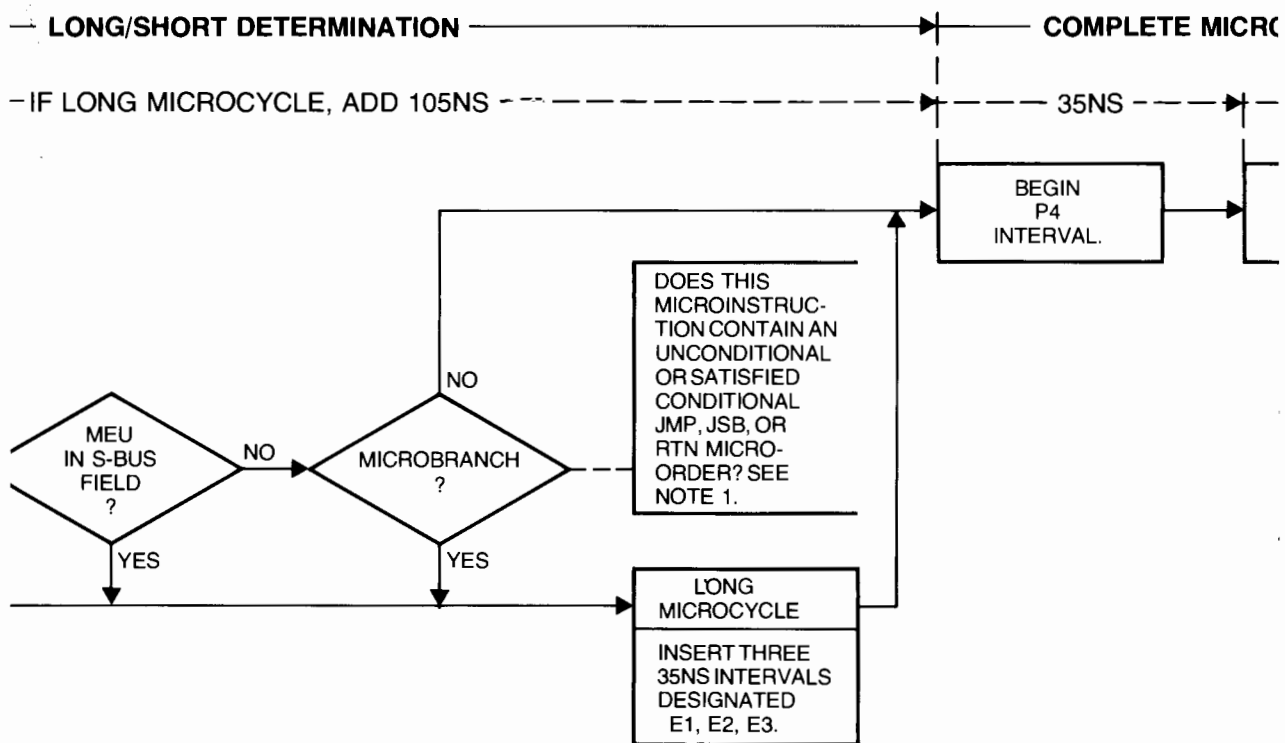 LONG/SHORT DETERMINATION
COMPLETE MICR
IF LONG MICROCYCLE, ADD 105NS
35NS
BEGIN
P4
INTERVAL.
DOES THIS
MICROINSTRUC-
TION CONTAIN AN
UNCONDITIONAL
OR SATISFIED
CONDITIONAL
JMP, JSB, OR
RTN MICRO-
ORDER? SEE
NOTE 1.
NO
MEU
IN S-BUS
FIELD
?
NO
MICROBRANCH
?
YES
YES
LONG
MICROCYCLE
INSERT THREE
35NS INTERVALS
DESIGNATED
E1, E2, E3.